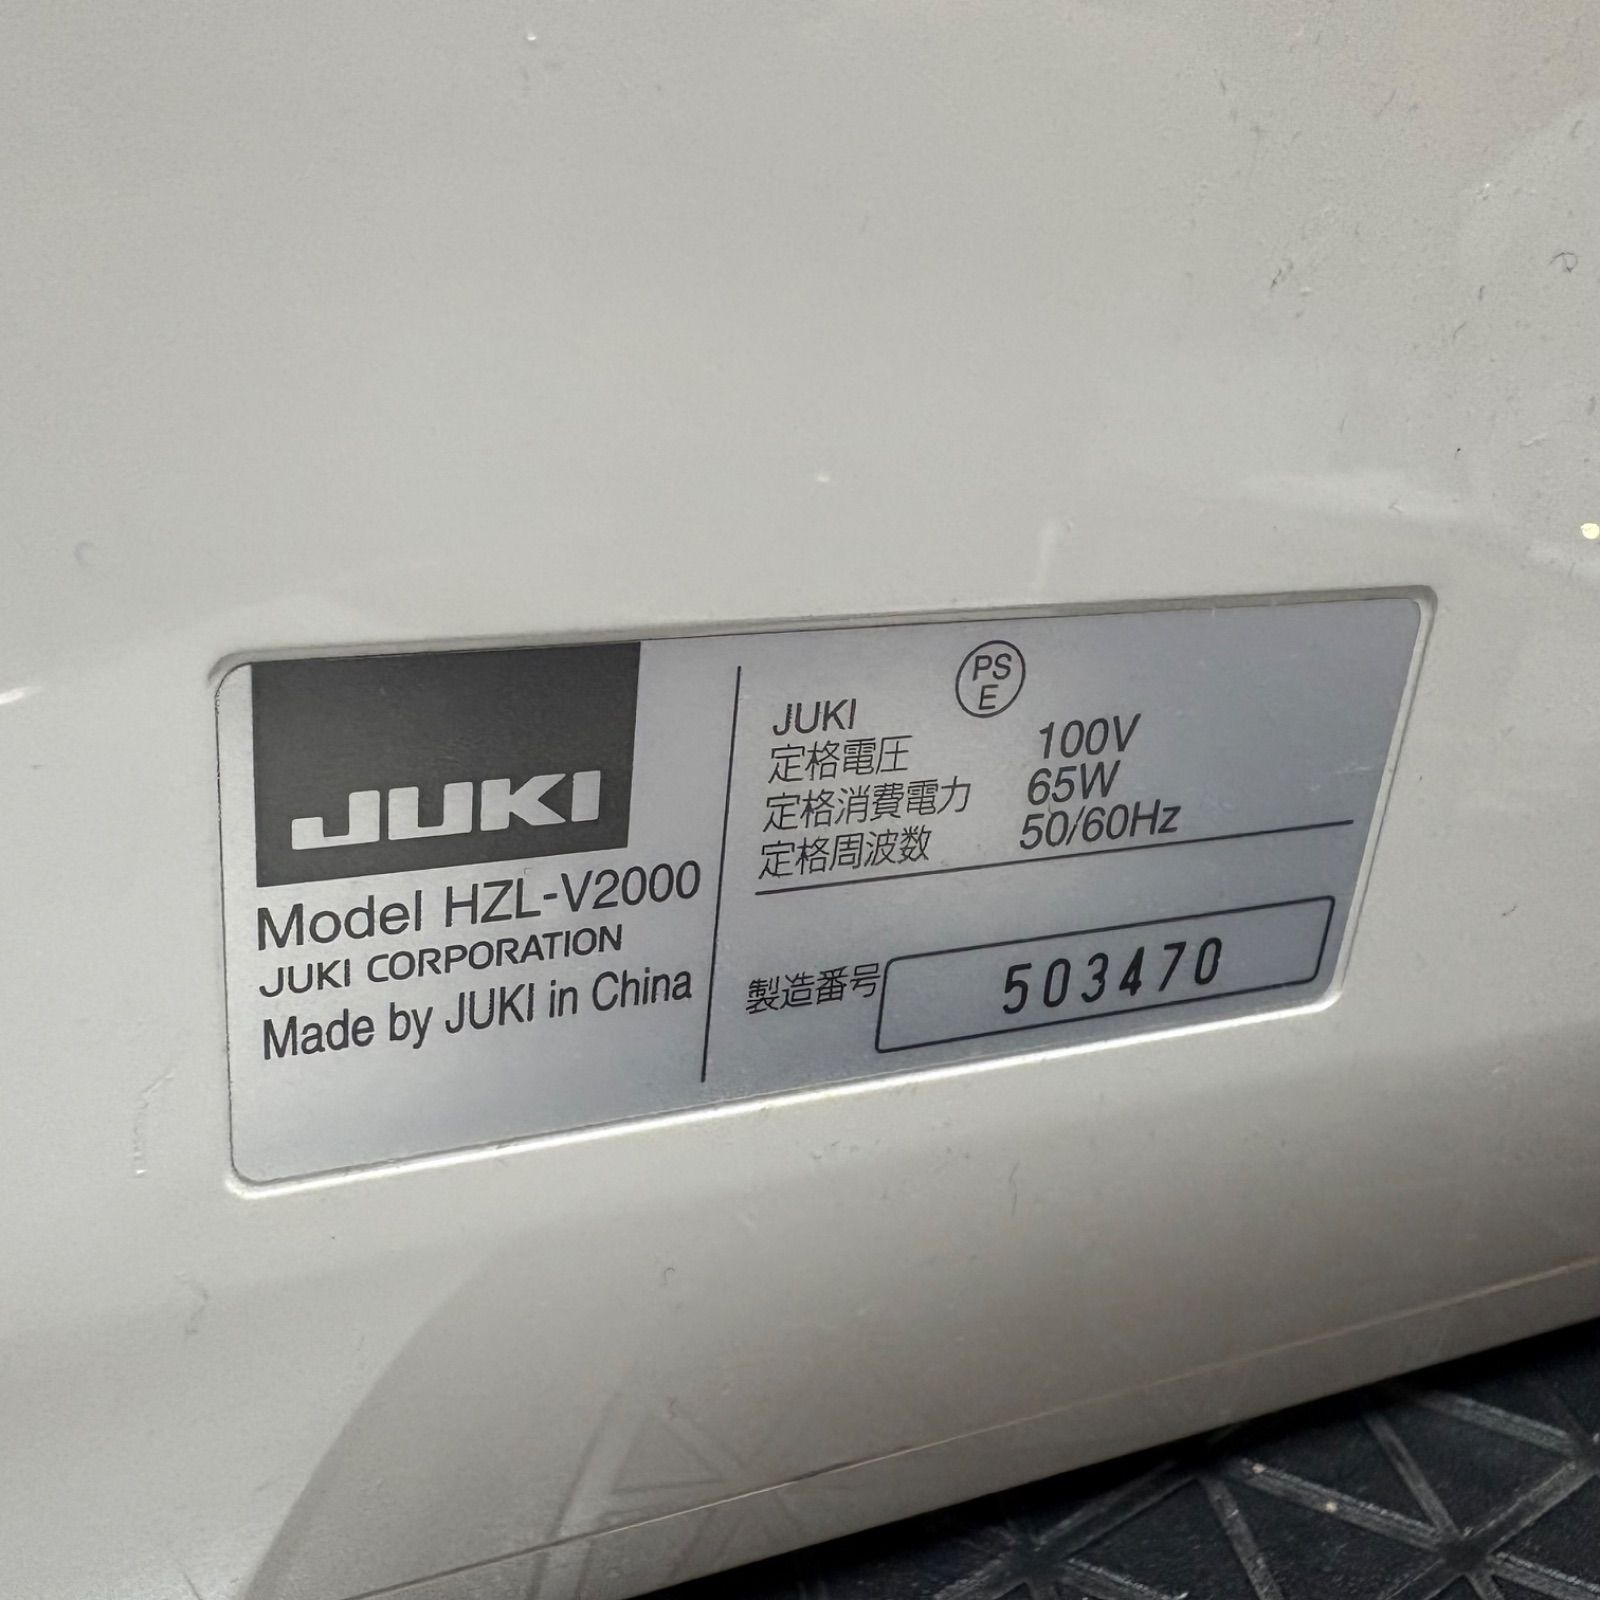 JUKI
Model HZL-V2000
JUKI CORPORATION
Made by JUKI in China
PS
E
JUKI
定格電圧 100V
定格消費電力 65W
定格周波数 50/60Hz
製造番号 503470